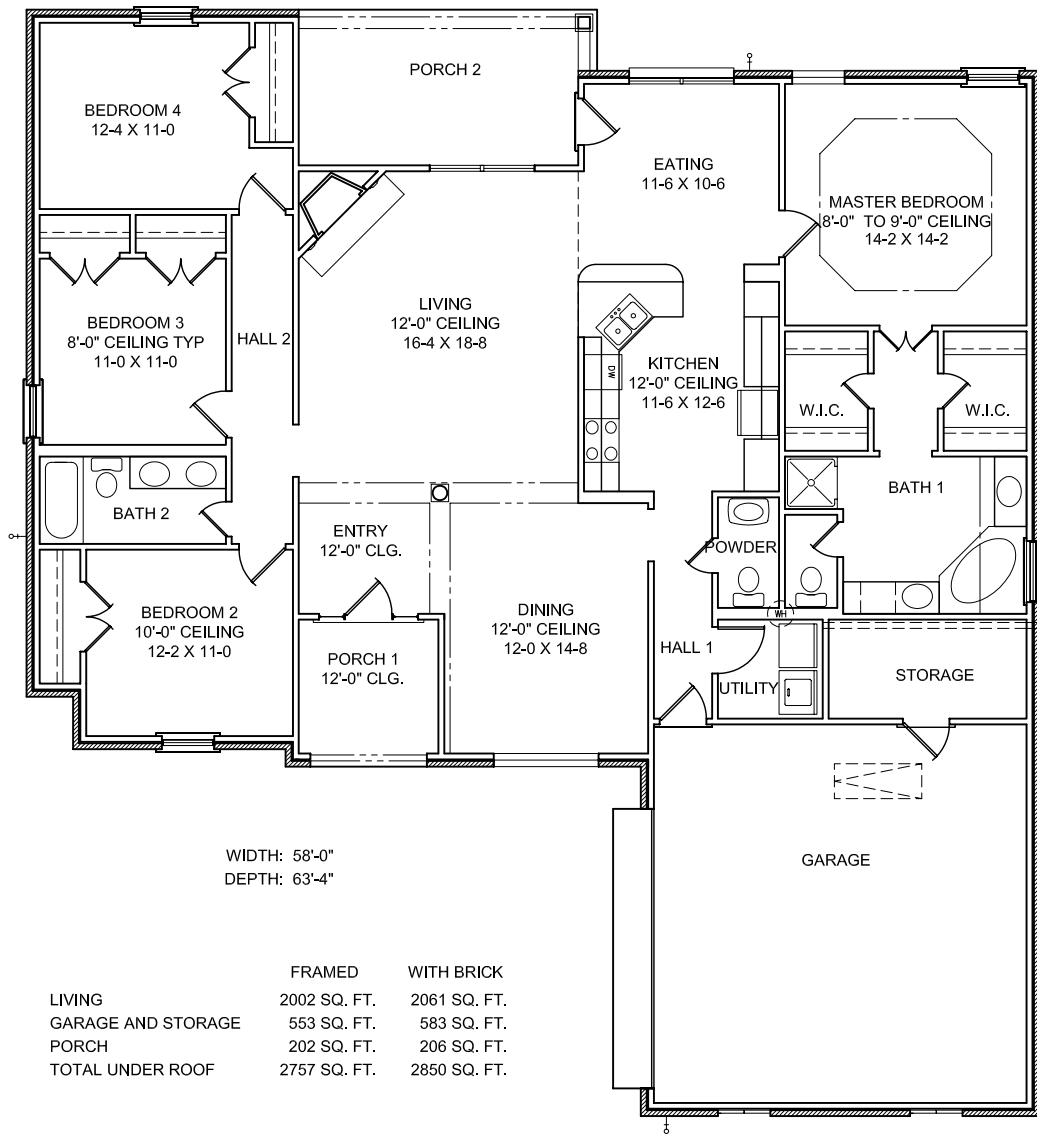 PORCH 2
BEDROOM 4
12-4 X 11-0
EATING
11-6 X 10-6
MASTER BEDROOM
8'-0" TO 9'-0" CEILING
14-2 X 14-2
BEDROOM 3
8'-0" CEILING TYP
11-0 X 11-0
HALL 2
LIVING
12'-0" CEILING
16-4 X 18-8
DW
KITCHEN
12'-0" CEILING
11-6 X 12-6
W.I.C.
W.I.C.
BATH 2
BATH 1
ENTRY
12'-0" CLG.
POWDER
BEDROOM 2
10'-0" CEILING
12-2 X 11-0
DINING
12'-0" CEILING
12-0 X 14-8
WH
PORCH 1
12'-0" CLG.
HALL 1
UTILITY
STORAGE
GARAGE
WIDTH: 58'-0"
DEPTH: 63'-4"
FRAMED WITH BRICK
LIVING 2002 SQ. FT. 2061 SQ. FT.
GARAGE AND STORAGE 553 SQ. FT. 583 SQ. FT.
PORCH 202 SQ. FT. 206 SQ. FT.
TOTAL UNDER ROOF 2757 SQ. FT. 2850 SQ. FT.